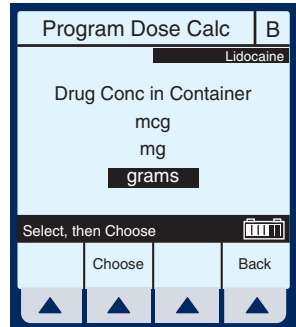 Program Dose Calc B
Lidocaine
Drug Conc in Container
mcg
mg
grams
Select, then Choose
Choose Back